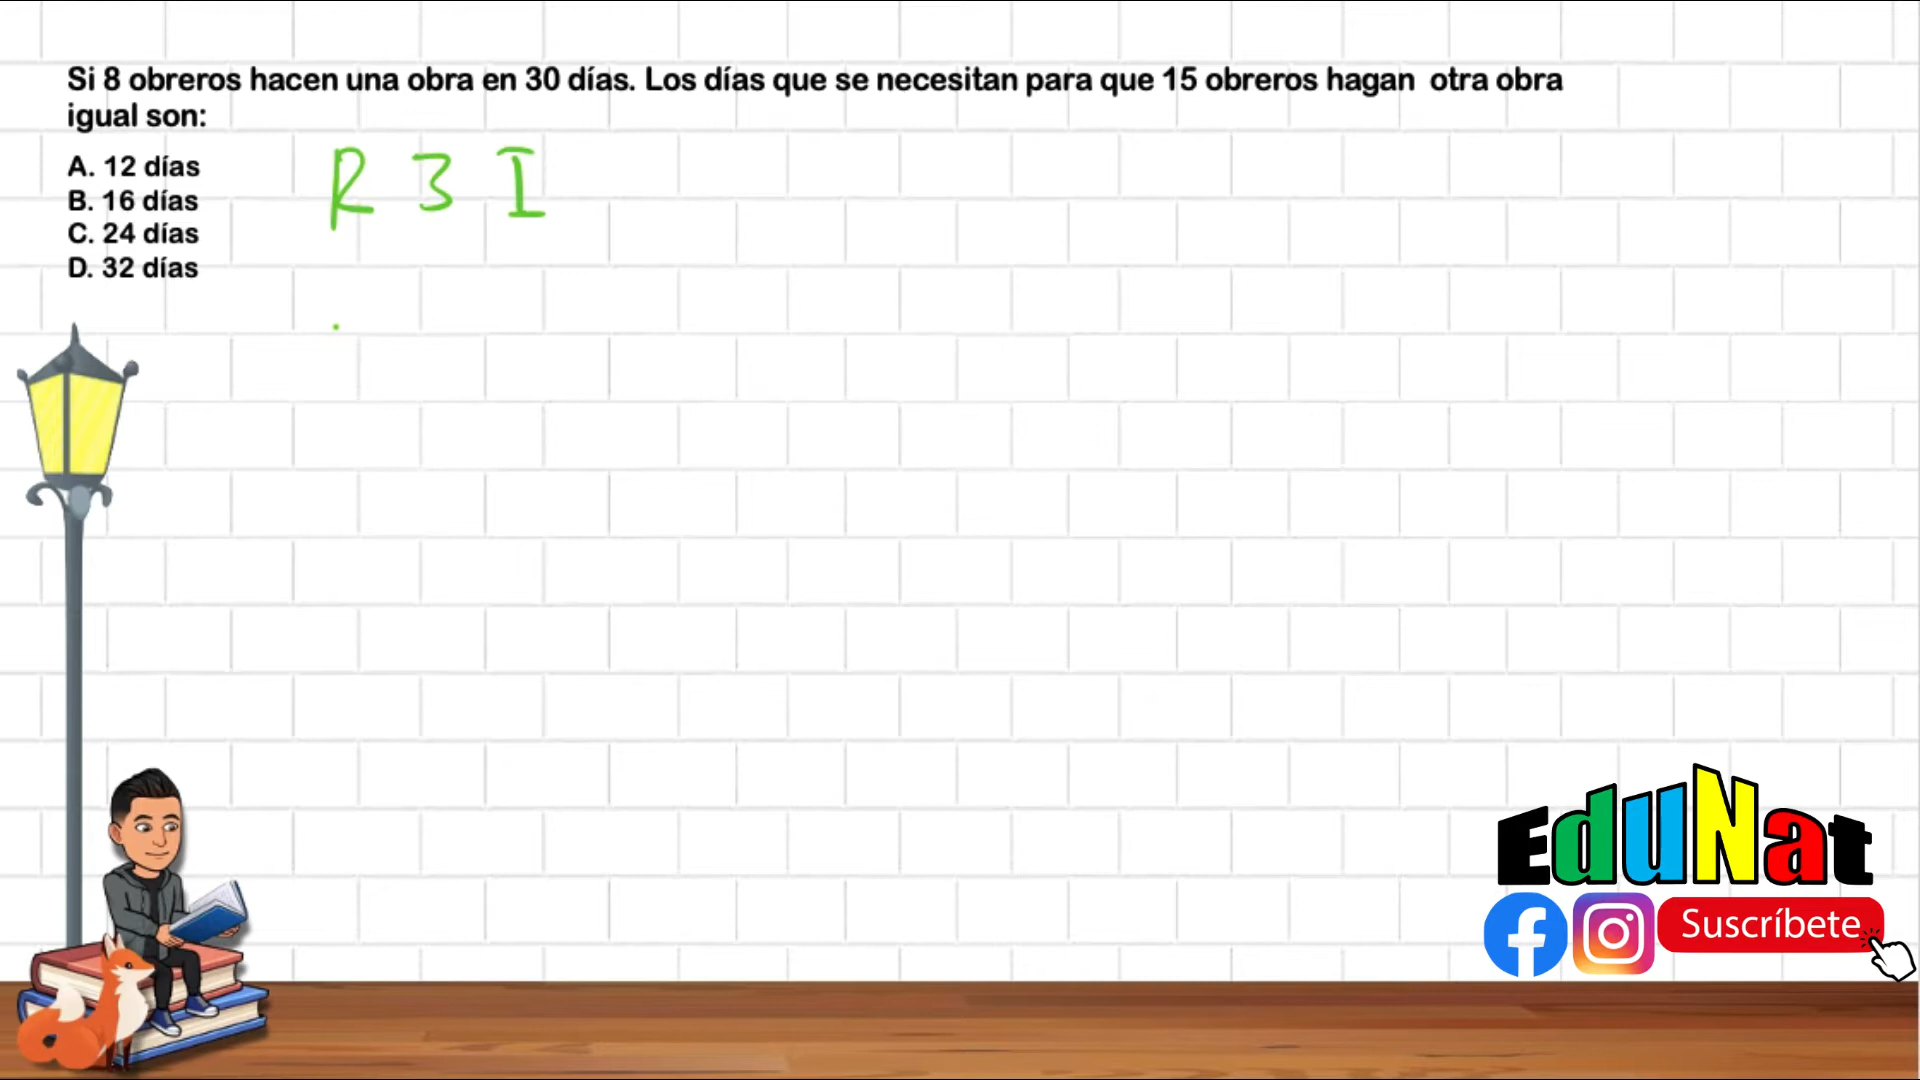 Si 8 obreros hacen una obra en 30 días. Los días que se necesitan para que 15 obreros hagan otra obra
igual son:
A. 12 días
B. 16 días
C. 24 días
D. 32 días
R 3 I
EduNat
Suscríbete